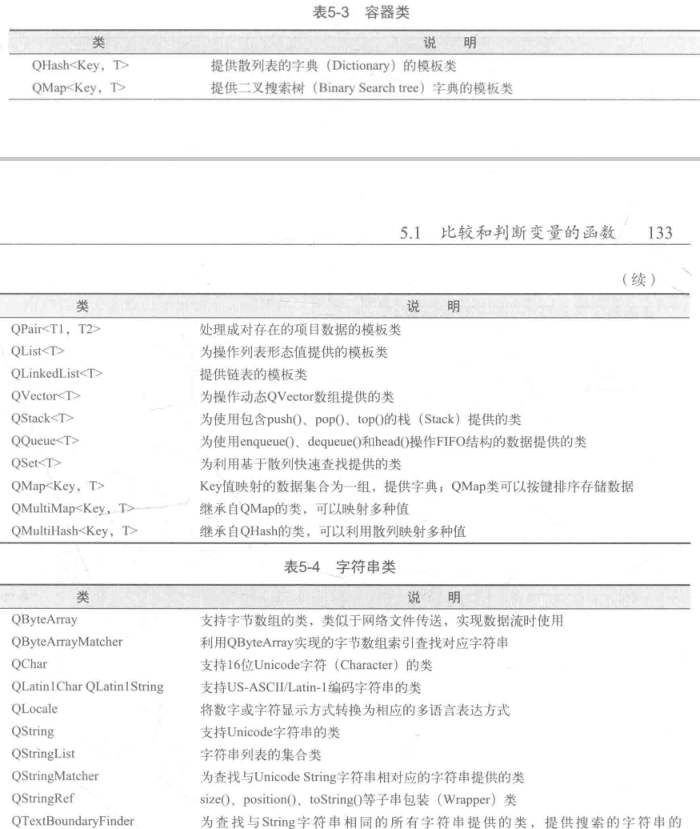 表5-3 容器类
类 说 明
QHash<Key, T> 提供散列表的字典（Dictionary）的模板类
QMap<Key, T> 提供二叉搜索树（Binary Search tree）字典的模板类
5.1 比较和判断变量的函数 133
（续）
类 说 明
QPair<T1, T2> 处理成对存在的项目数据的模板类
QList<T> 为操作列表形态值提供的模板类
QLinkedList<T> 提供链表的模板类
QVector<T> 为操作动态QVector数组提供的类
QStack<T> 为使用包含push()、pop()、top()的栈（Stack）提供的类
QQueue<T> 为使用enqueue()、dequeue()和head()操作FIFO结构的数据提供的类
QSet<T> 为利用基于散列快速查找提供的类
QMap<Key, T> Key值映射的数据集合为一组，提供字典；QMap类可以按键排序存储数据
QMultiMap<Key, T> 继承自QMap的类，可以映射多种值
QMultiHash<Key, T> 继承自QHash的类，可以利用散列映射多种值
表5-4 字符串类
类 说 明
QByteArray 支持字节数组的类，类似于网络文件传送，实现数据流时使用
QByteArrayMatcher 利用QByteArray实现的字节数组索引查找对应字符串
QChar 支持16位Unicode字符（Character）的类
QLatin1Char QLatin1String 支持US-ASCII/Latin-1编码字符串的类
QLocale 将数字或字符显示方式转换为相应的多语言表达方式
QString 支持Unicode字符串的类
QStringList 字符串列表的集合类
QStringMatcher 为查找与Unicode String字符串相对应的字符串提供的类
QStringRef size()、position()、toString()等子串包装（Wrapper）类
QTextBoundaryFinder 为查找与String字符串相同的所有字符串提供的类，提供搜索的字符串的